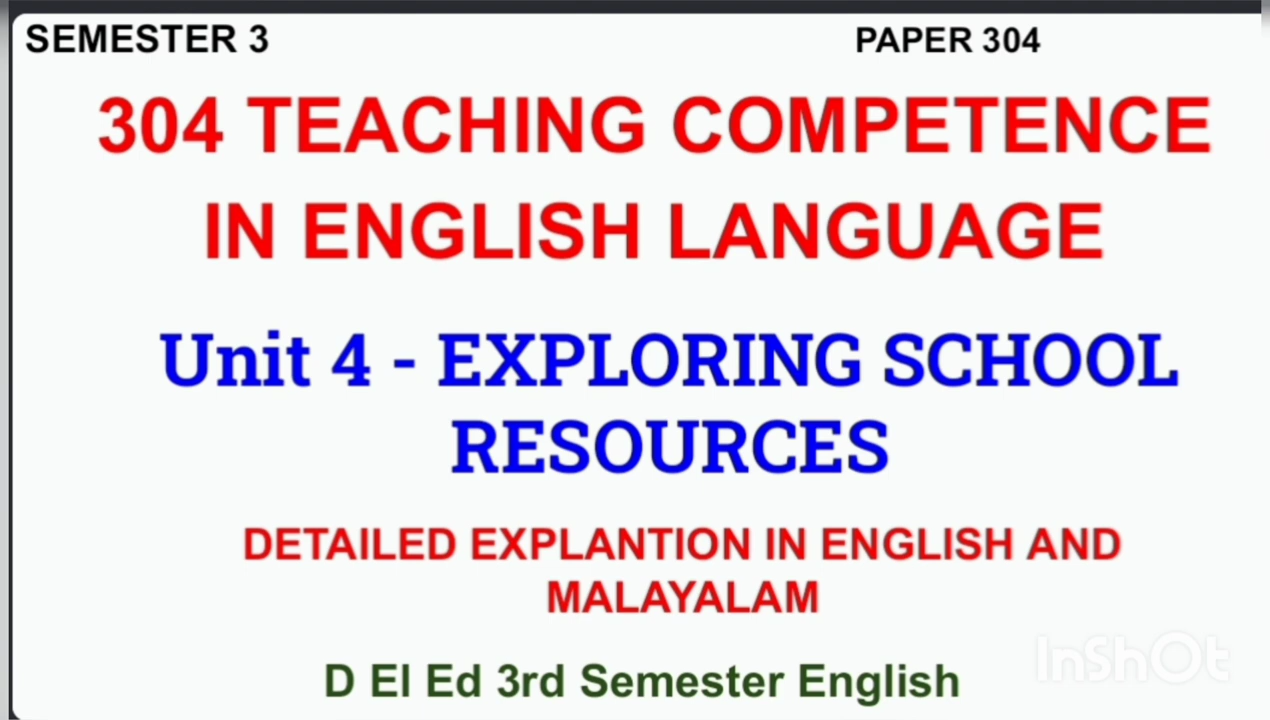 SEMESTER 3 PAPER 304
304 TEACHING COMPETENCE
IN ENGLISH LANGUAGE
Unit 4 - EXPLORING SCHOOL
RESOURCES
DETAILED EXPLANTION IN ENGLISH AND
MALAYALAM
D El Ed 3rd Semester English
InShOt